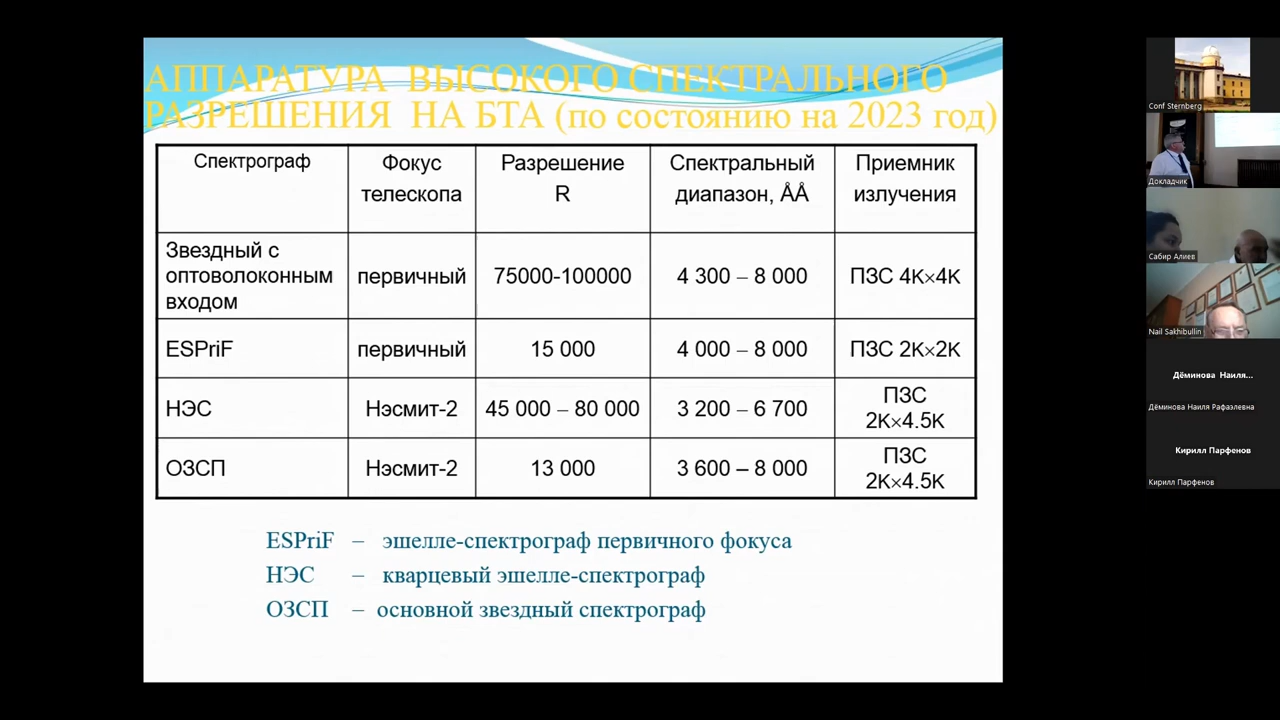 АППАРАТУРА ВЫСОКОГО СПЕКТРАЛЬНОГО
РАЗРЕШЕНИЯ НА БТА (по состоянию на 2023 год)
Спектрограф
Фокус
телескопа
Разрешение
R
Спектральный
диапазон, ÅÅ
Приемник
излучения
Звездный с
оптоволоконным
входом
первичный
75000-100000
4 300 – 8 000
ПЗС 4K×4K
ESPriF
первичный
15 000
4 000 – 8 000
ПЗС 2K×2K
НЭС
Нэсмит-2
45 000 – 80 000
3 200 – 6 700
ПЗС
2K×4.5K
ОЗСП
Нэсмит-2
13 000
3 600 – 8 000
ПЗС
2K×4.5K
ESPriF – эшелле-спектрограф первичного фокуса
НЭС – кварцевый эшелле-спектрограф
ОЗСП – основной звездный спектрограф
Conf Sternberg
Докладчик
Сабир Алиев
Nail Sakhibullin
Дёминова Наиля...
Дёминова Наиля Рафаэлевна
Кирилл Парфенов
Кирилл Парфенов